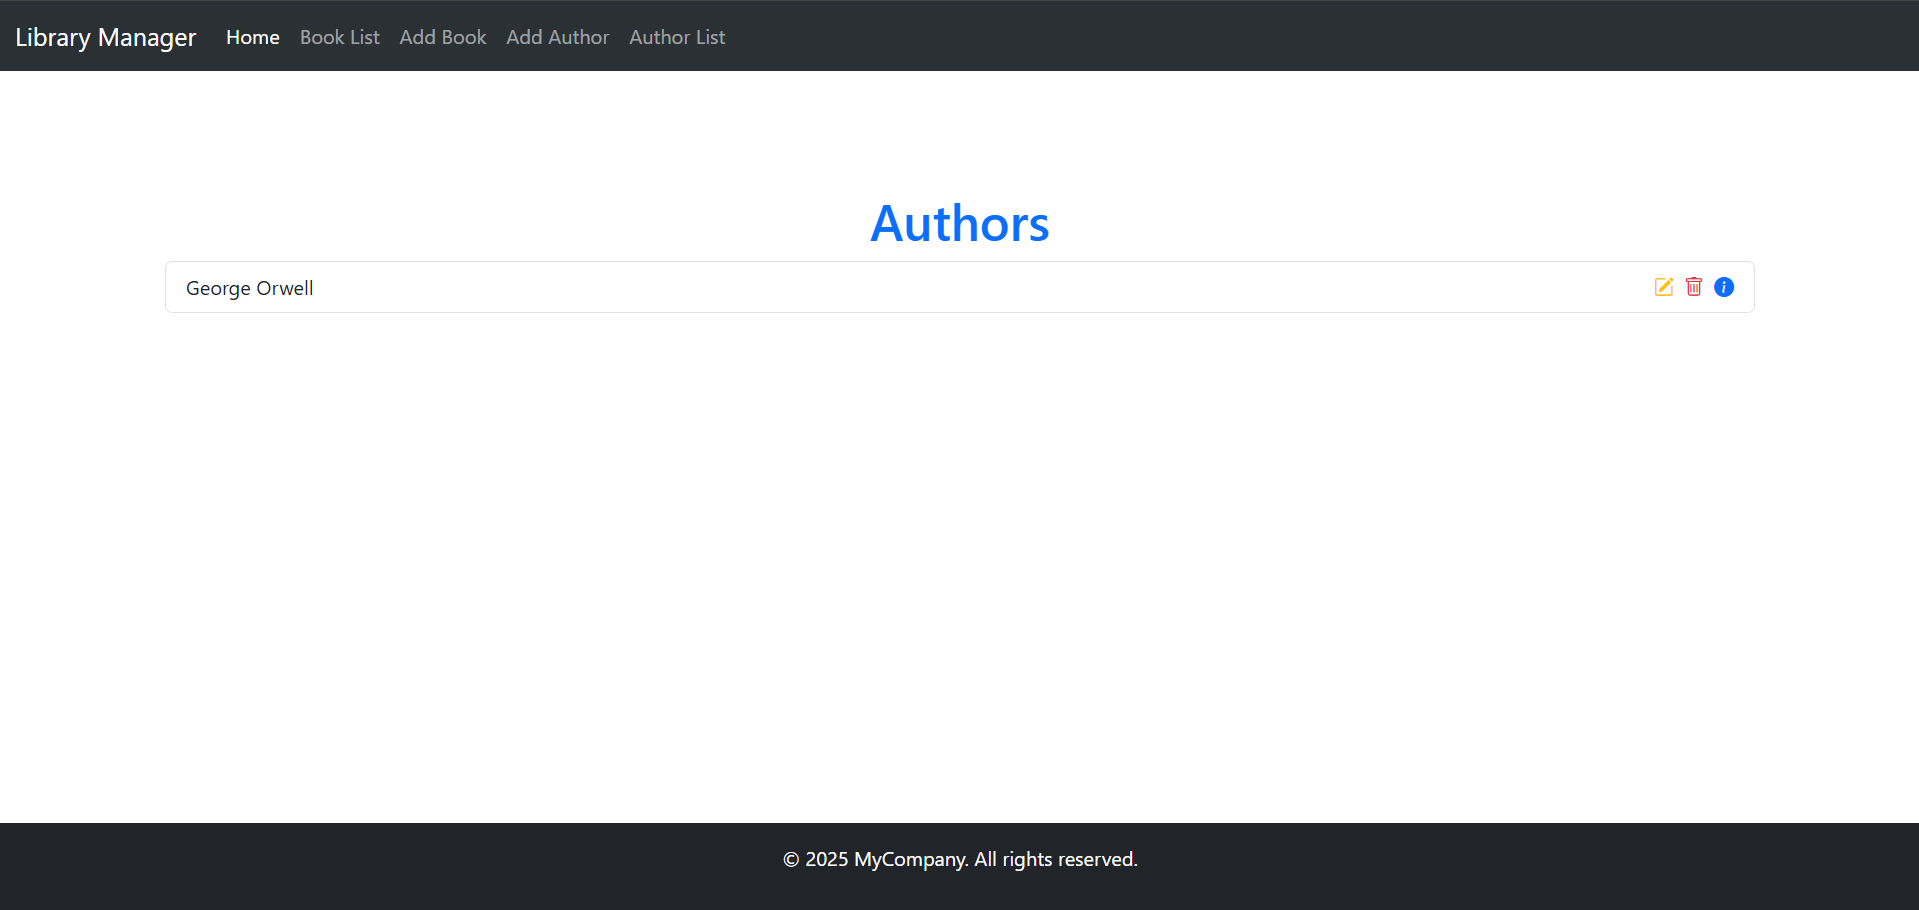 Library Manager Home Book List Add Book Add Author Author List
Authors
George Orwell
© 2025 MyCompany. All rights reserved.